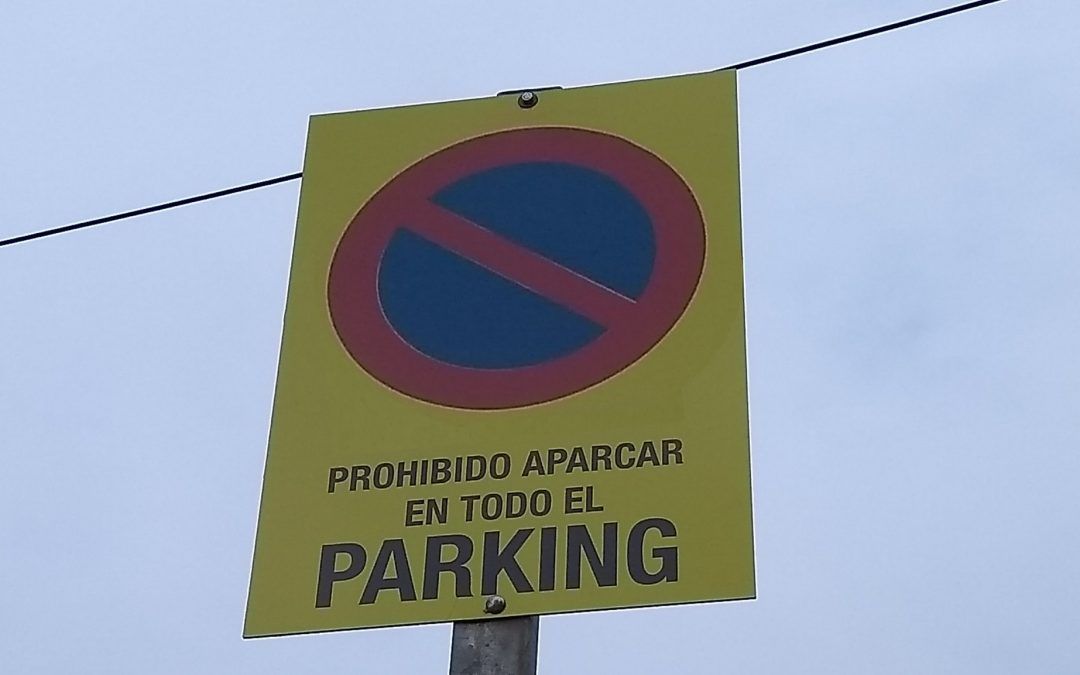 PROHIBIDO APARCAR
EN TODO EL
PARKING